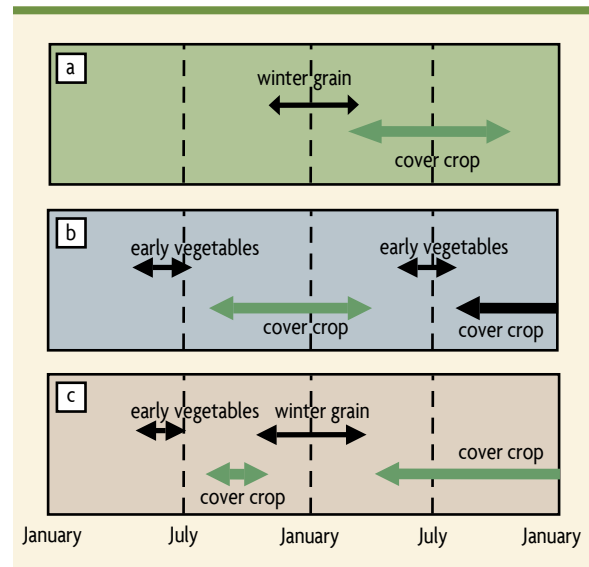 a
winter grain
cover crop
b
early vegetables
early vegetables
cover crop
cover crop
c
early vegetables
winter grain
cover crop
cover crop
January
July
January
July
January